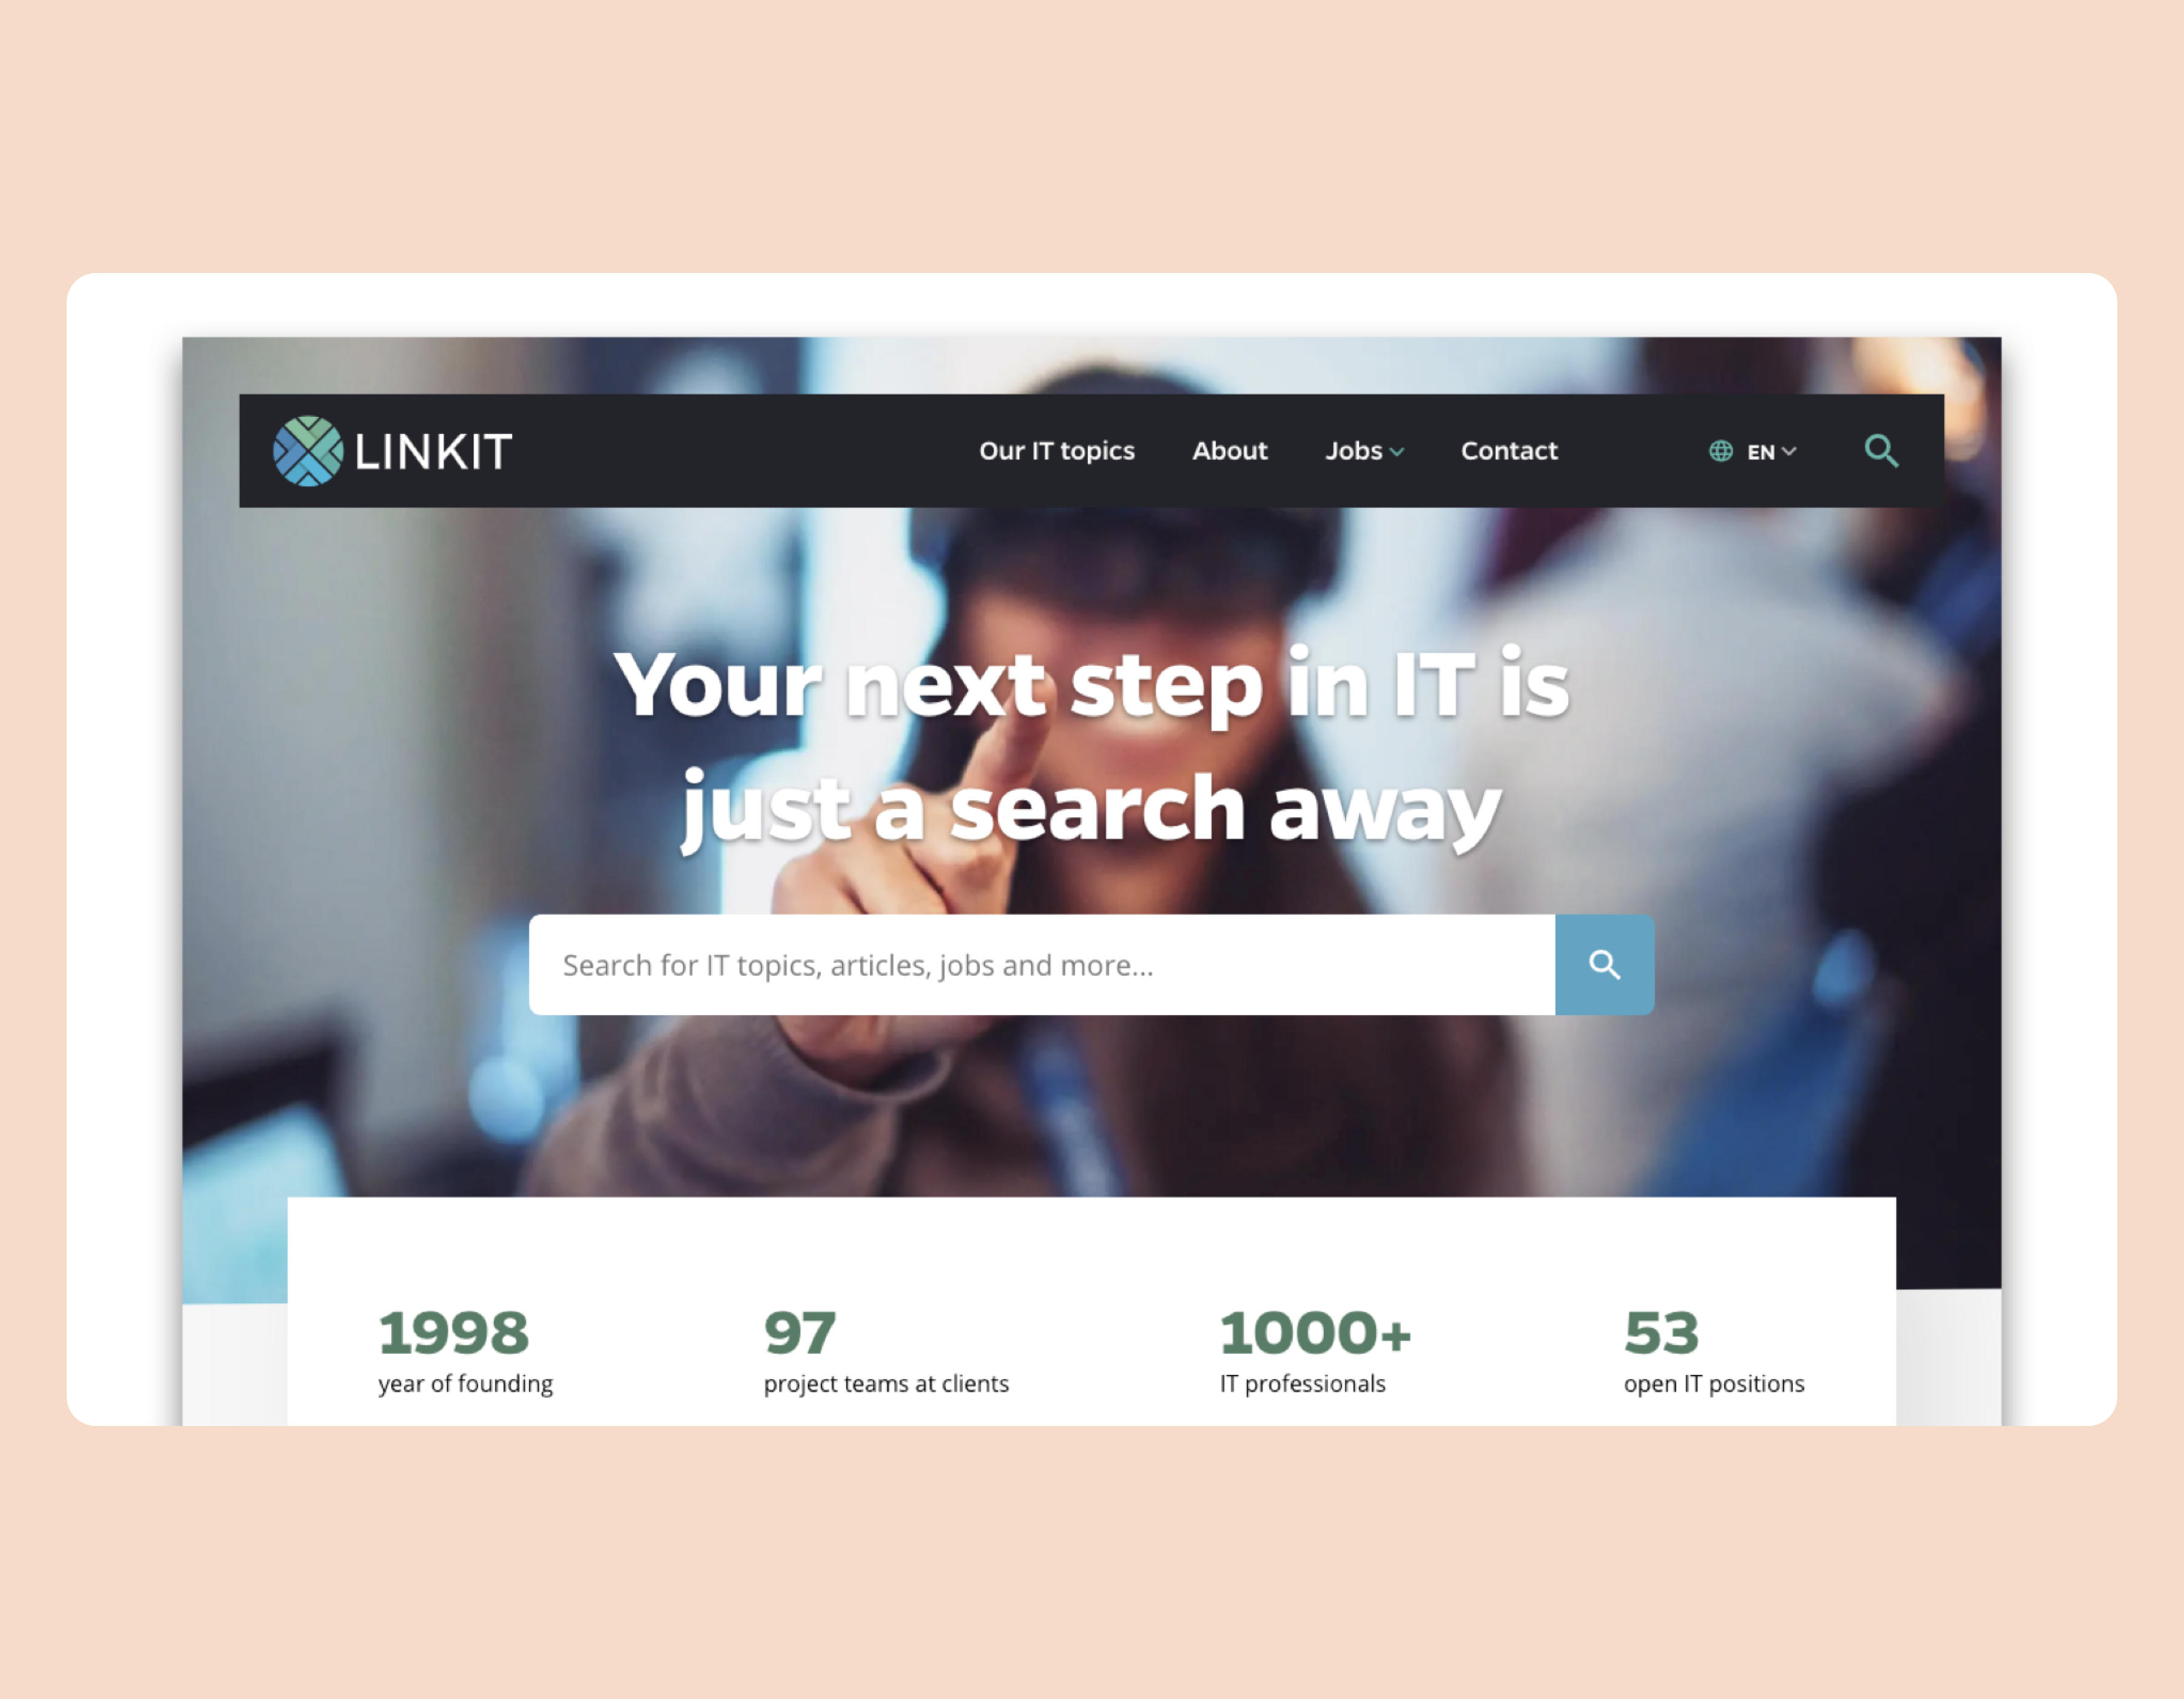 LINKIT
Our IT topics About Jobs Contact EN
Your next step in IT is
just a search away
Search for IT topics, articles, jobs and more...
1998 97 1000+ 53
year of founding project teams at clients IT professionals open IT positions